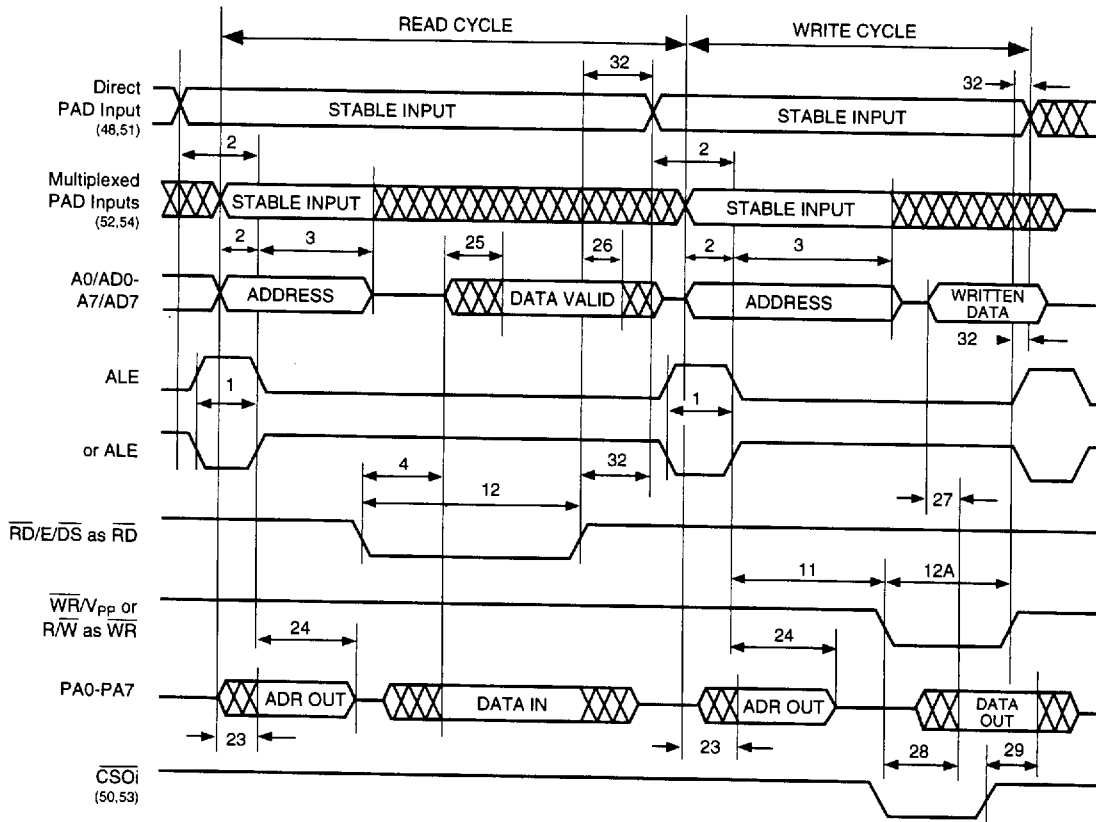 READ CYCLE
WRITE CYCLE
32
32
Direct
PAD Input
(48,51)
STABLE INPUT
STABLE INPUT
2
2
Multiplexed
PAD Inputs
(52,54)
STABLE INPUT
STABLE INPUT
2
3
25
26
2
3
A0/AD0-
A7/AD7
ADDRESS
DATA VALID
ADDRESS
WRITTEN
DATA
32
ALE
1
1
or ALE
4
32
12
27
RD/E/DS as RD
11
12A
WR/VPP or
R/W as WR
24
24
PA0-PA7
ADR OUT
DATA IN
ADR OUT
DATA
OUT
23
23
28
29
CSOi
(50,53)